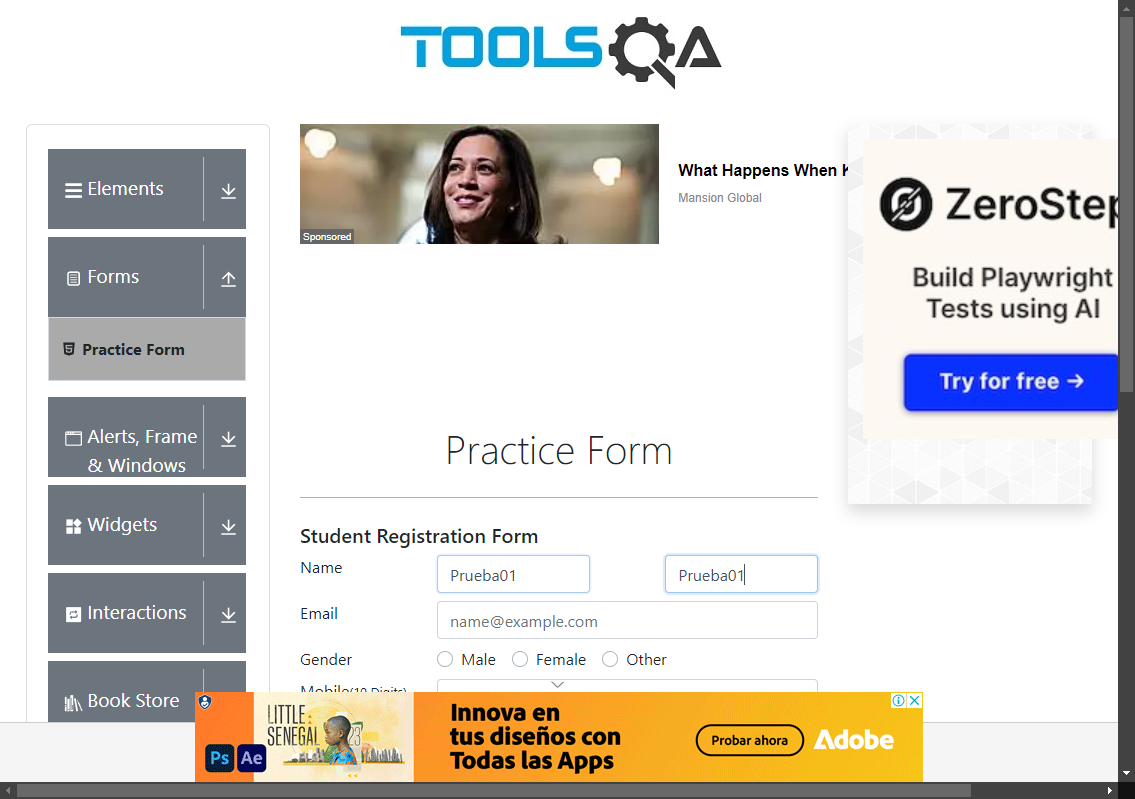 TOOLSQA
Elements
Forms
Practice Form
Alerts, Frame
& Windows
Widgets
Interactions
Book Store
Sponsored
What Happens When K
Mansion Global
ZeroStep
Build Playwright
Tests using AI
Try for free →
Practice Form
Student Registration Form
Name
Prueba01
Prueba01
Email
name@example.com
Gender
Male
Female
Other
Mobile(10 Digits)
LITTLE
SENEGAL
23
Ps
Ae
Innova en
tus diseños con
Todas las Apps
Probar ahora
Adobe